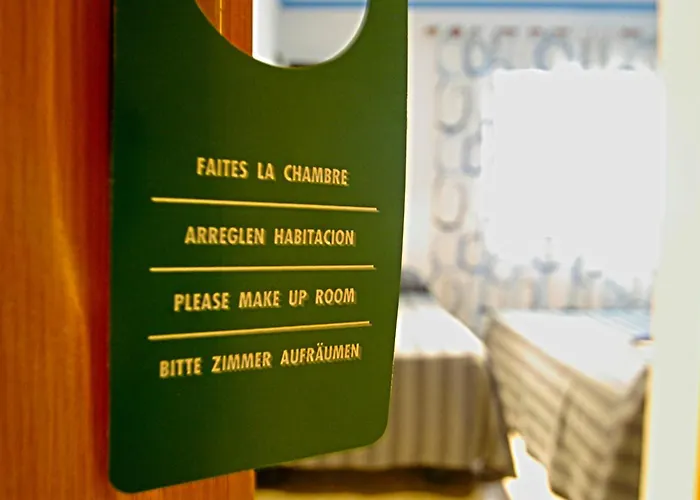 FAITES LA CHAMBRE
ARREGLEN HABITACION
PLEASE MAKE UP ROOM
BITTE ZIMMER AUFRÄUMEN